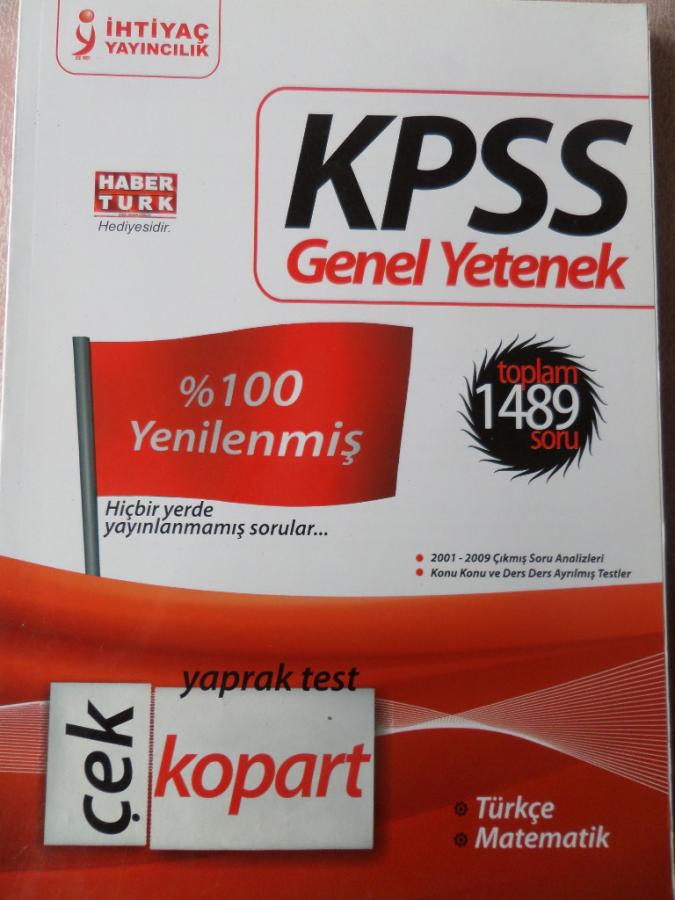 İHTİYAÇ
YAYINCILIK
HABER
TURK
Hediyesidir.
KPSS
Genel Yetenek
%100
Yenilenmiş
toplam
1489
soru
Hiçbir yerde
yayınlanmamış sorular...
2001 - 2009 Çıkmış Soru Analizleri
Konu Konu ve Ders Ders Ayrılmış Testler
yaprak test
çek
kopart
Türkçe
Matematik